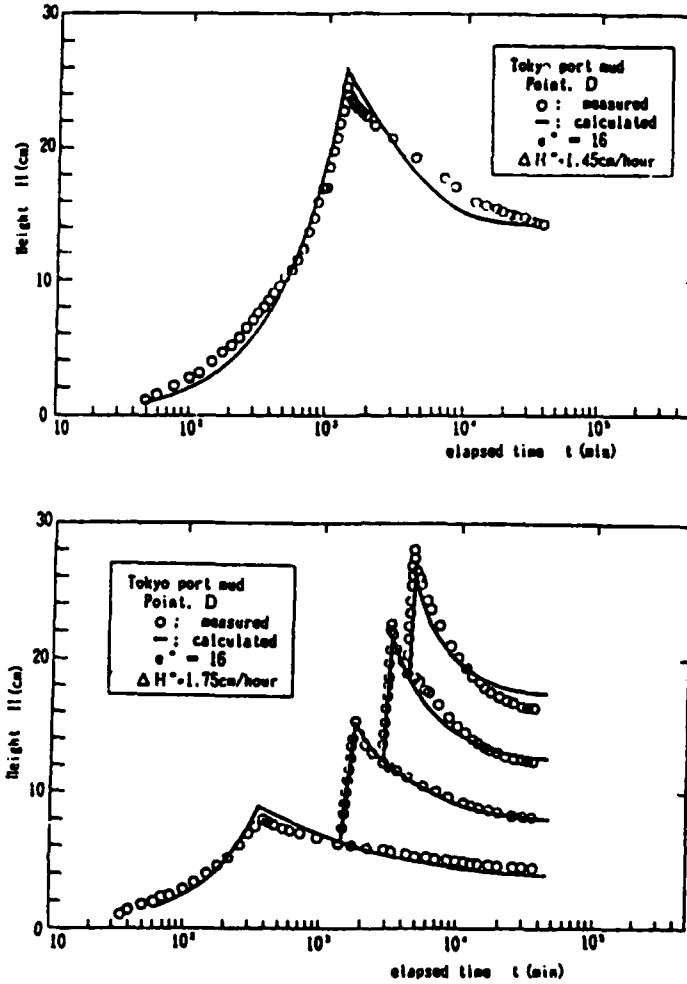 30
20
10
0
Height H (cm)
Tokyo port mud
Point. D
O : measured
— : calculated
e° = 16
ΔH°=1.45cm/hour
10 10² 10³ 10⁴ 10⁵
elapsed time t (min)
30
20
10
0
Height H (cm)
Tokyo port mud
Point. D
O : measured
— : calculated
e° = 16
ΔH°=1.75cm/hour
10 10² 10³ 10⁴ 10⁵
elapsed time t (min)